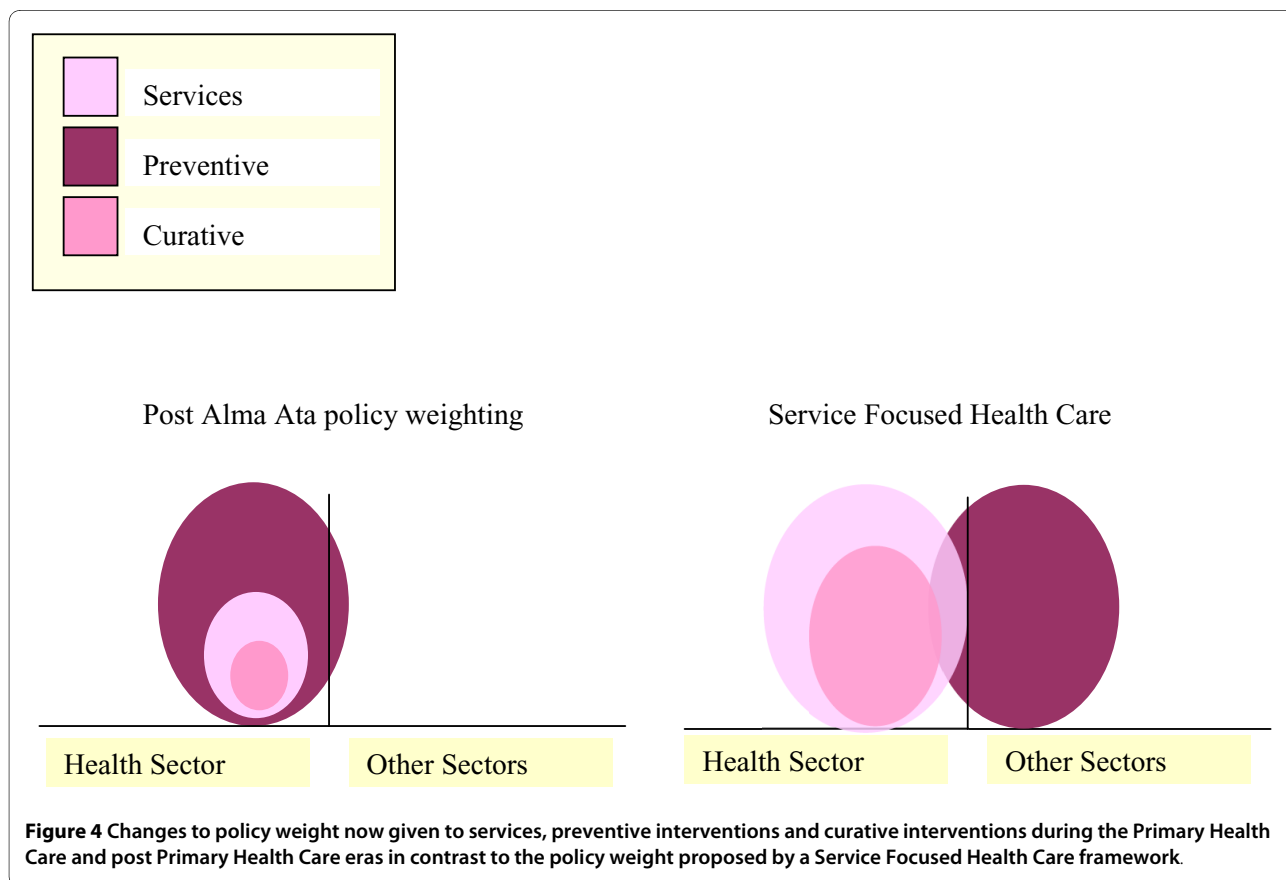 Services
Preventive
Curative
Post Alma Ata policy weighting
Service Focused Health Care
Health Sector
Other Sectors
Health Sector
Other Sectors
Figure 4 Changes to policy weight now given to services, preventive interventions and curative interventions during the Primary Health
Care and post Primary Health Care eras in contrast to the policy weight proposed by a Service Focused Health Care framework.